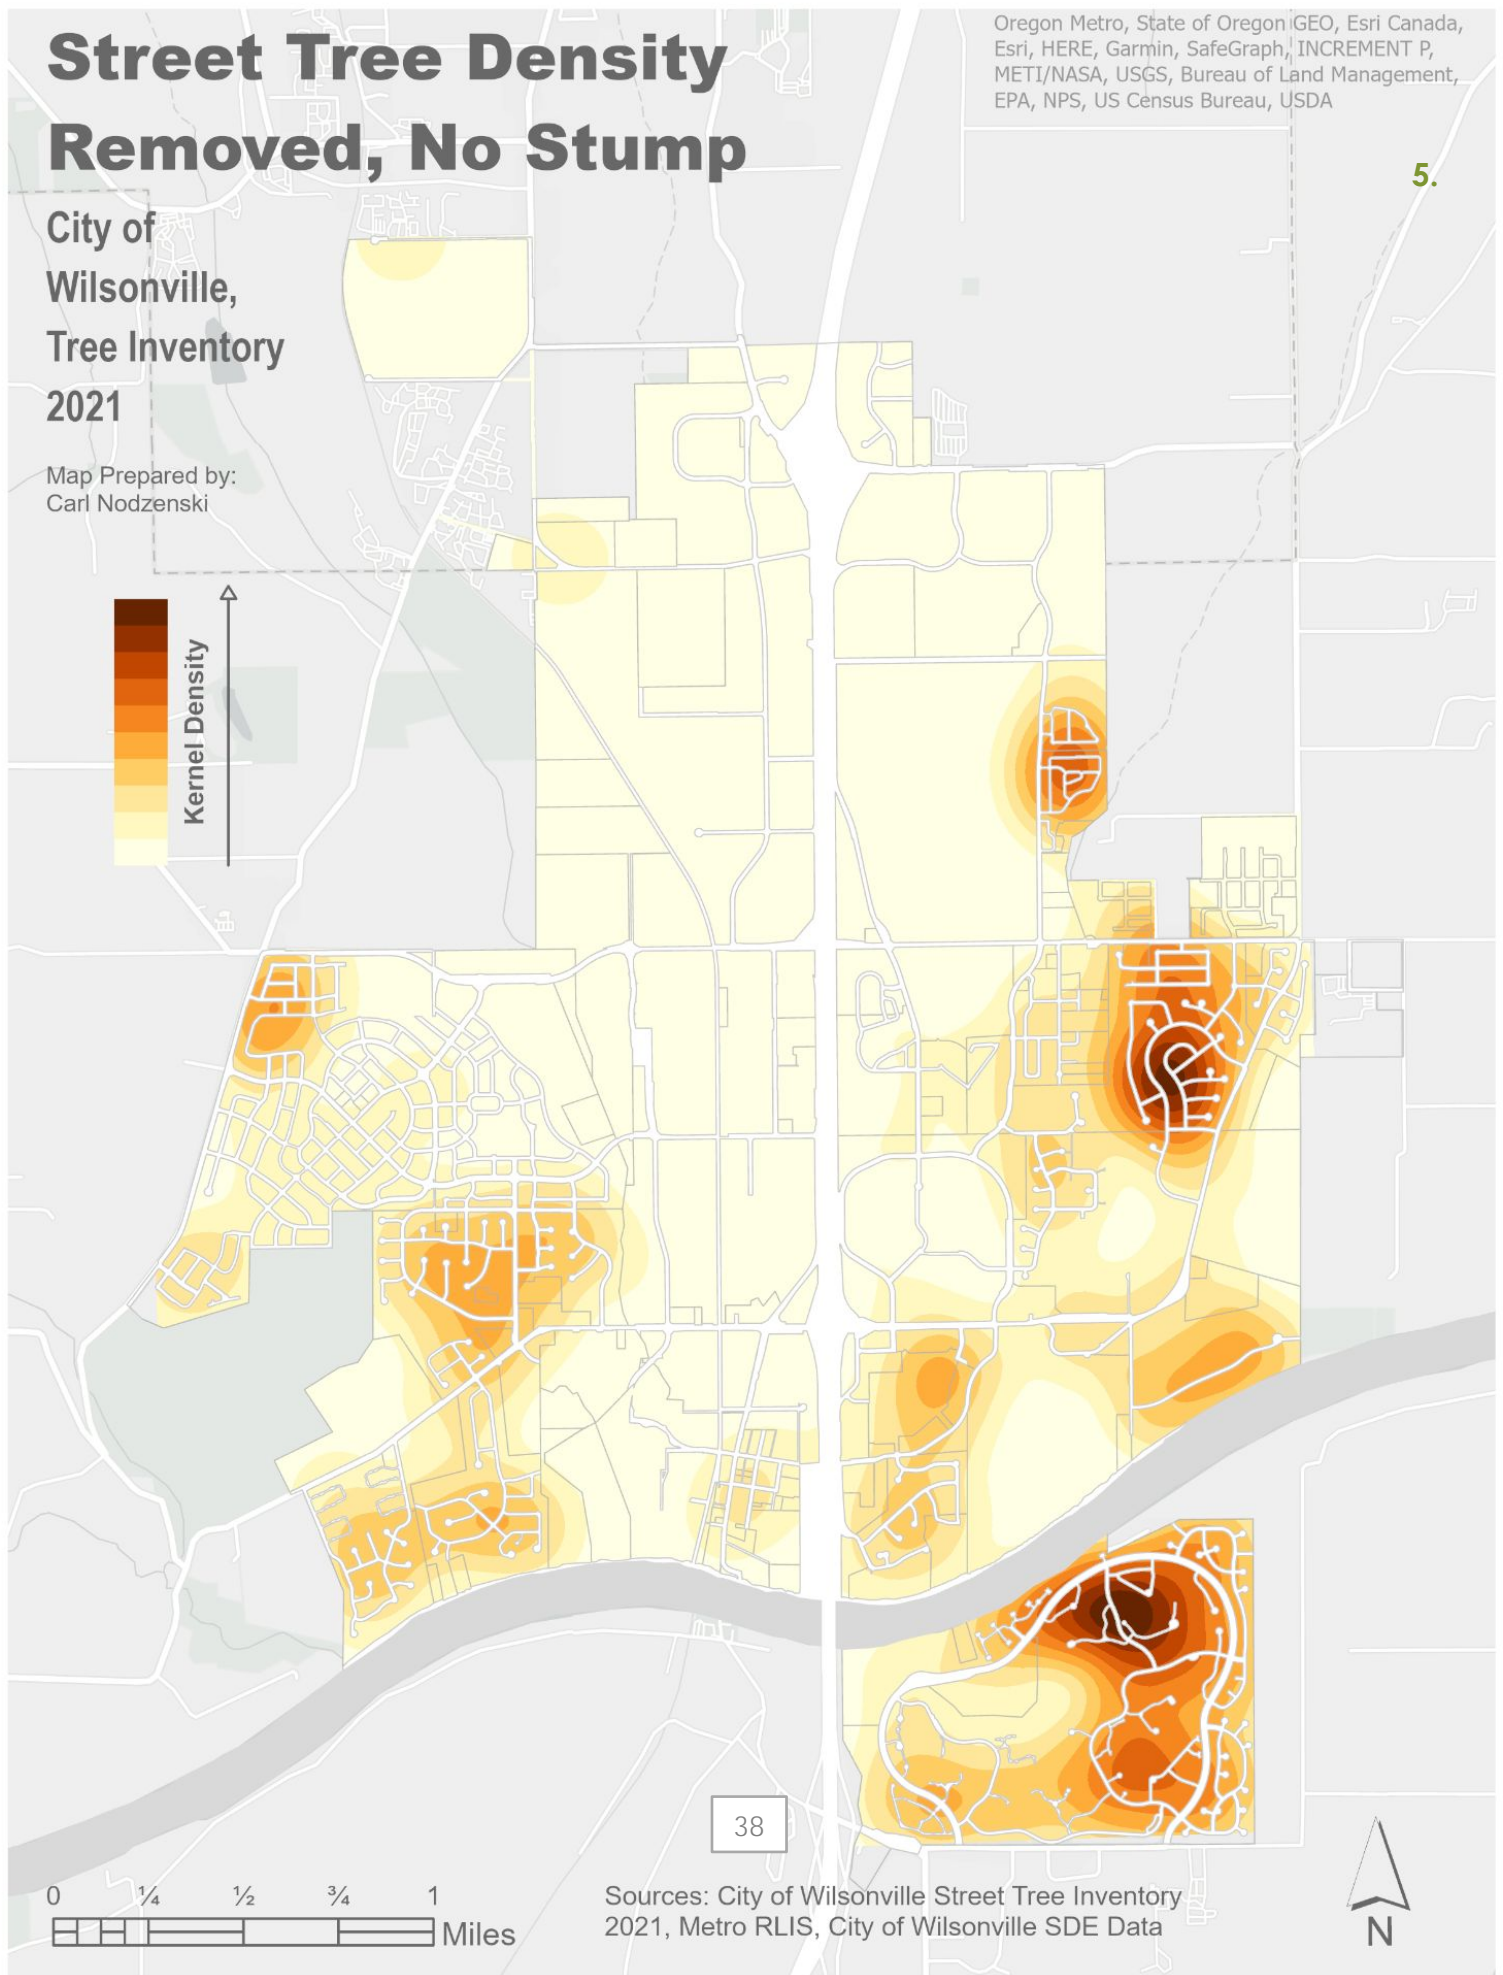 Street Tree Density
Removed, No Stump
City of
Wilsonville,
Tree Inventory
2021
Map Prepared by:
Carl Nodzenski
Oregon Metro, State of Oregon GEO, Esri Canada,
Esri, HERE, Garmin, SafeGraph, INCREMENT P,
METI/NASA, USGS, Bureau of Land Management,
EPA, NPS, US Census Bureau, USDA
5.
Kernel Density
38
0 ¼ ½ ¾ 1
Miles
Sources: City of Wilsonville Street Tree Inventory
2021, Metro RLIS, City of Wilsonville SDE Data
N